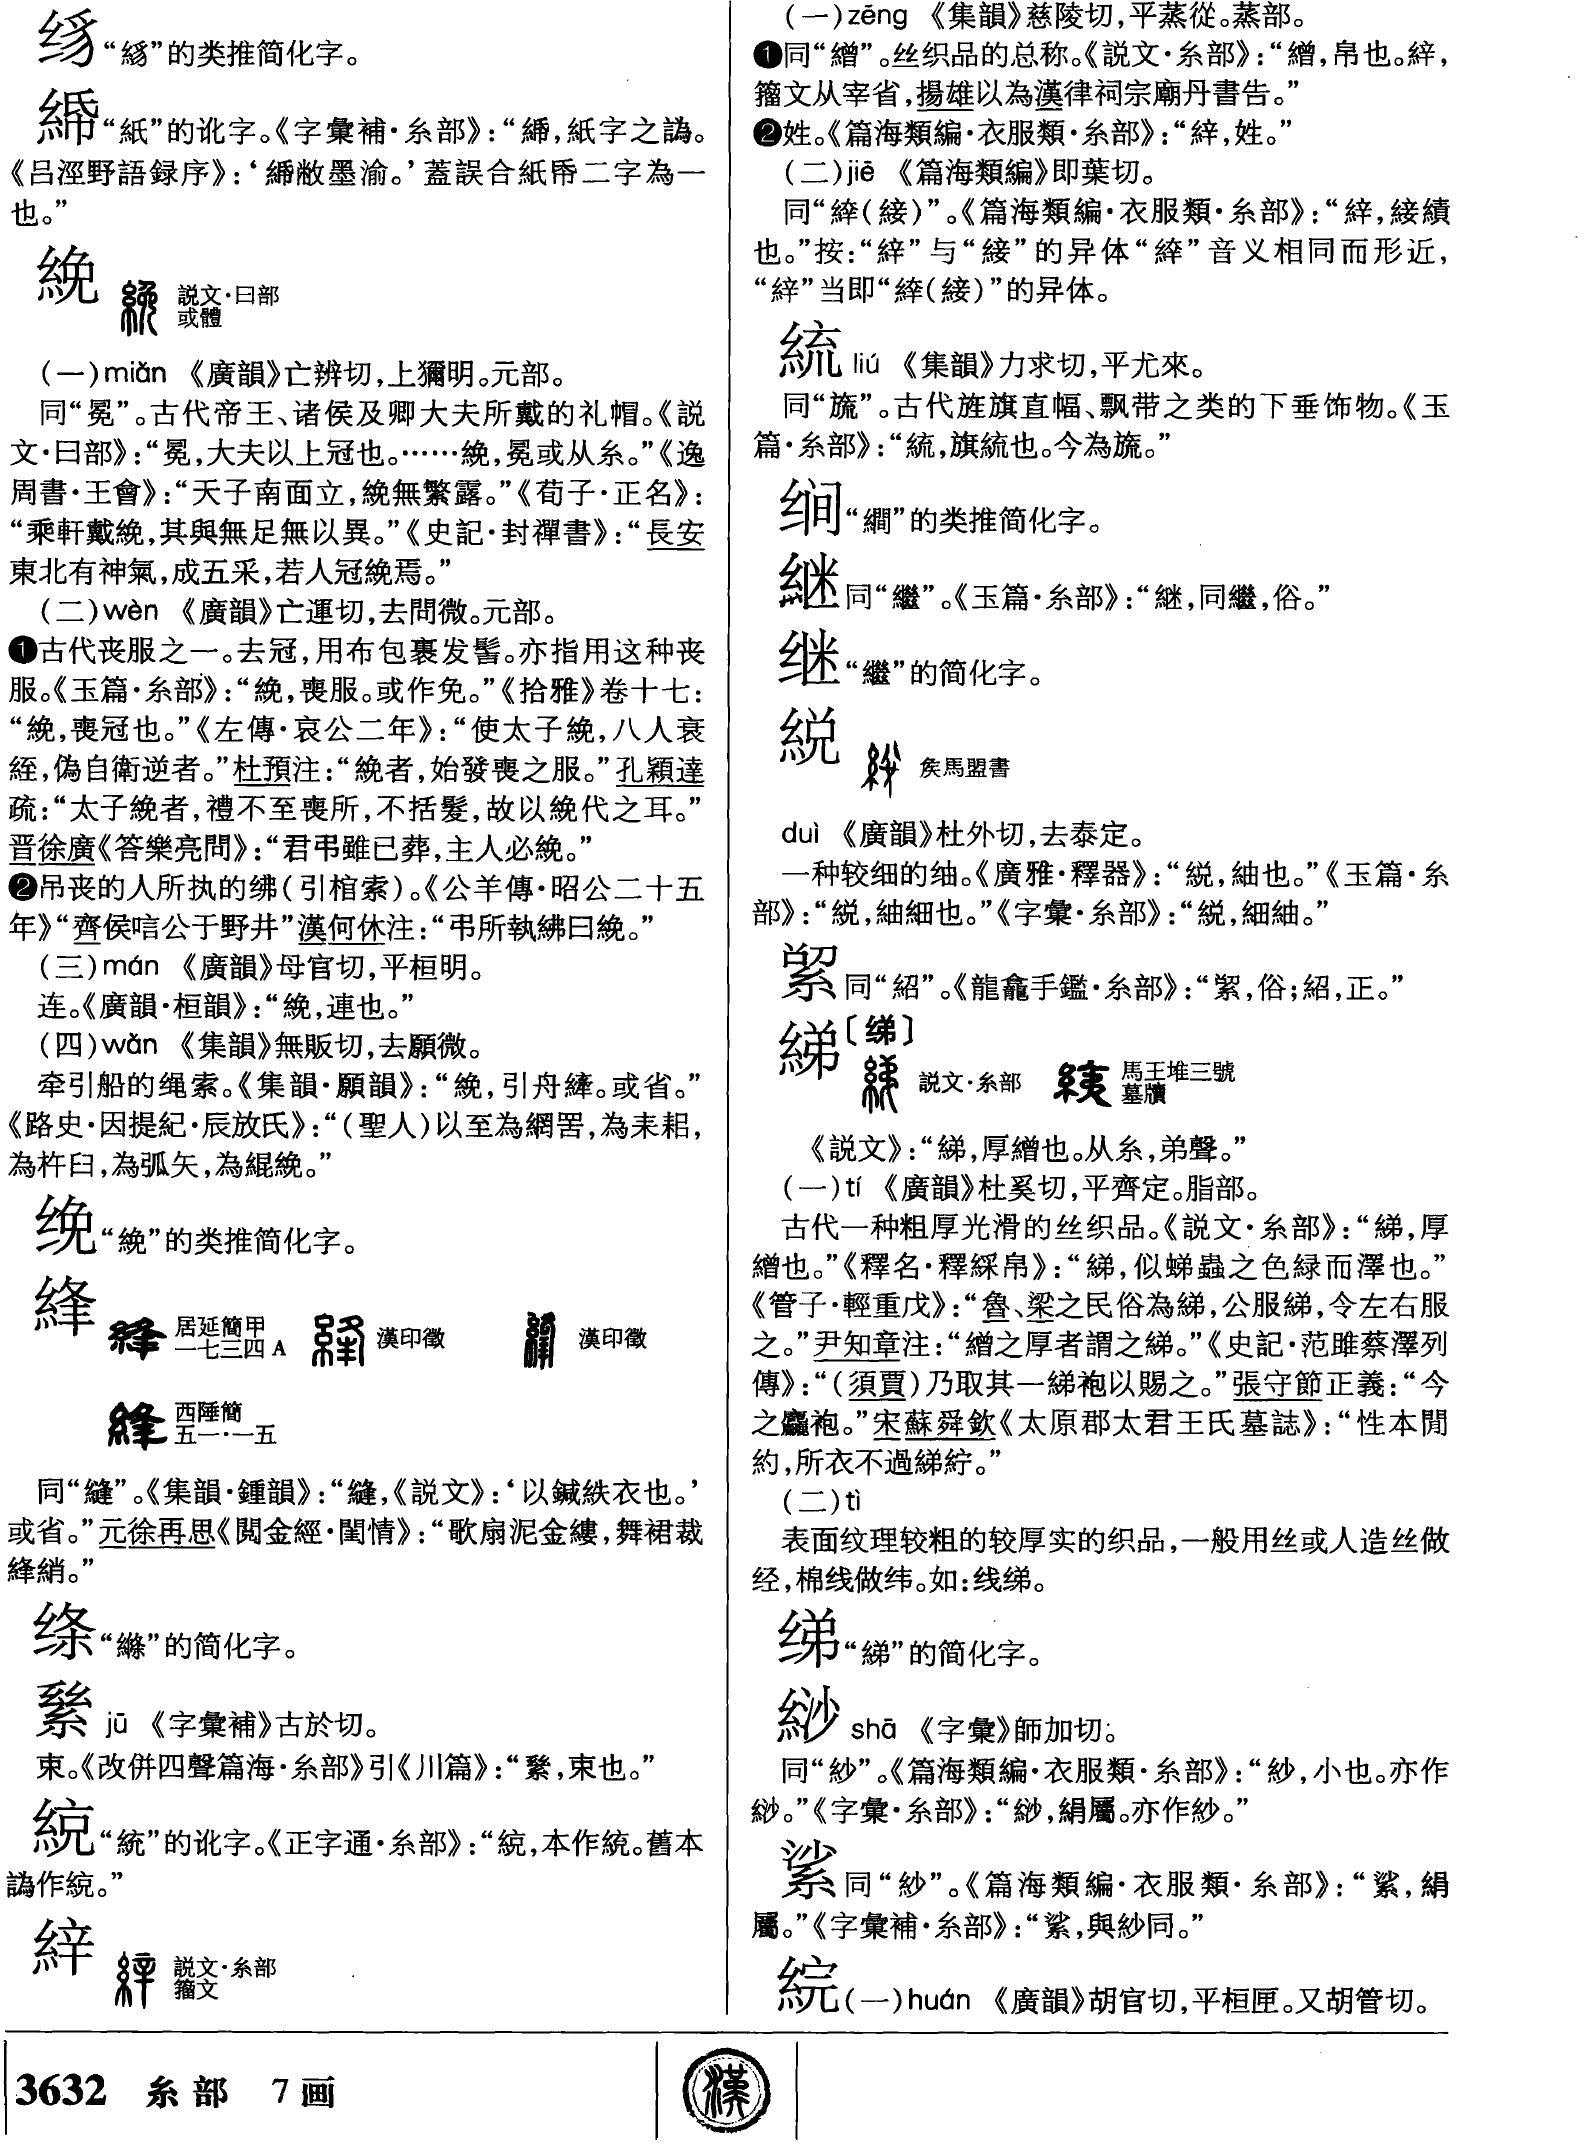 “䋔”的类推简化字。
“紙”的讹字。《字彙補·糸部》：“䋛，紙字之譌。
《吕涇野語録序》：‘敝墨渝。’蓋誤合紙帋二字為一
也。”
絻
説文·曰部
或體
(一)miǎn 《廣韻》亡辨切，上獮明。元部。
同“冕”。古代帝王、诸侯及卿大夫所戴的礼帽。《説
文·曰部》：“冕，大夫以上冠也。……絻，冕或从糸。”《逸
周書·王會》：“天子南面立，絻無繁露。”《荀子·正名》：
“乘軒戴絻，其與無足無以異。”《史記·封禪書》：“長安
東北有神氣，成五采，若人冠絻焉。”
(二)wèn 《廣韻》亡運切，去問微。元部。
❶古代丧服之一。去冠，用布包裹发髻。亦指用这种丧
服。《玉篇·糸部》：“絻，喪服。或作免。”《拾雅》卷十七：
“絻，喪冠也。”《左傳·哀公二年》：“使太子絻，八人衰
絰，偽自衛逆者。”杜預注：“絻者，始發喪之服。”孔穎達
疏：“太子絻者，禮不至喪所，不括髮，故以絻代之耳。”
晋徐廣《答樂亮問》：“君弔雖已葬，主人必絻。”
❷吊丧的人所执的绋(引棺索)。《公羊傳·昭公二十五
年》“齊侯唁公于野井”漢何休注：“弔所執紼曰絻。”
(三)mán 《廣韻》母官切，平桓明。
连。《廣韻·桓韻》：“絻，連也。”
(四)wǎn 《集韻》無販切，去願微。
牵引船的绳索。《集韻·願韻》：“絻，引舟縴。或省。”
《路史·因提紀·辰放氏》：“(聖人)以至為網罟，為耒耜，
為杵臼，為弧矢，為緄絻。”
“絻”的类推简化字。
綘
居延簡甲
一七三四A
漢印徵
漢印徵
西陲簡
五一·一五
同“縫”。《集韻·鍾韻》：“縫，《説文》：‘以鍼紩衣也。’
或省。”元徐再思《閲金經·閨情》：“歌扇泥金縷，舞裙裁
綘綃。”
绦“縧”的简化字。
jū 《字彙補》古於切。
束。《改併四聲篇海·糸部》引《川篇》：“，束也。”
“統”的讹字。《正字通·糸部》：“綂，本作統。舊本
譌作綂。”
縡
説文·糸部
籀文
(一)zēng 《集韻》慈陵切，平蒸從。蒸部。
❶同“繒”。丝织品的总称。《説文·糸部》：“繒，帛也。䋲，
籀文从宰省，揚雄以為漢律祠宗廟丹書告。”
❷姓。《篇海類編·衣服類·糸部》：“䋲，姓。”
(二)jiē 《篇海類編》即葉切。
同“緈(緁)”。《篇海類編·衣服類·糸部》：“䋲，緁績
也。”按：“䋲”与“緁”的异体“緈”音义相同而形近，
“䋲”当即“緈(緁)”的异体。
liú 《集韻》力求切，平尤來。
同“旒”。古代旌旗直幅、飘带之类的下垂饰物。《玉
篇·糸部》：“統，旗統也。今為旒。”
“繝”的类推简化字。
継同“繼”。《玉篇·糸部》：“継，同繼，俗。”
继“繼”的简化字。
綐
侯馬盟書
duì 《廣韻》杜外切，去泰定。
一种较细的䌷。《廣雅·釋器》：“綐，紬也。”《玉篇·糸
部》：“綐，紬細也。”《字彙·糸部》：“綐，細紬。”
同“紹”。《龍龕手鑑·糸部》：“綤，俗；紹，正。”
綈〔绨〕
説文·糸部
馬王堆三號
墓牘
《説文》：“綈，厚繒也。从糸，弟聲。”
(一)tí 《廣韻》杜奚切，平齊定。脂部。
古代一种粗厚光滑的丝织品。《説文·糸部》：“綈，厚
繒也。”《釋名·釋綵帛》：“綈，似蝭蟲之色緑而澤也。”
《管子·輕重戊》：“魯、梁之民俗為綈，公服綈，令左右服
之。”尹知章注：“繒之厚者謂之綈。”《史記·范雎蔡澤列
傳》：“(須賈)乃取其一綈袍以賜之。”張守節正義：“今
之麤袍。”宋蘇舜欽《太原郡太君王氏墓誌》：“性本閒
約，所衣不過綈紵。”
(二)tì
表面纹理较粗的较厚实的织品，一般用丝或人造丝做
经，棉线做纬。如：线绨。
绨“綈”的简化字。
shā 《字彙》師加切。
同“紗”。《篇海類編·衣服類·糸部》：“紗，小也。亦作
䋷。”《字彙·糸部》：“䋷，絹屬。亦作紗。”
同“紗”。《篇海類編·衣服類·糸部》：“，絹
屬。”《字彙補·糸部》：“，與紗同。”
綄(一)huán 《廣韻》胡官切，平桓匣。又胡管切。
3632 糸部 7画
漢